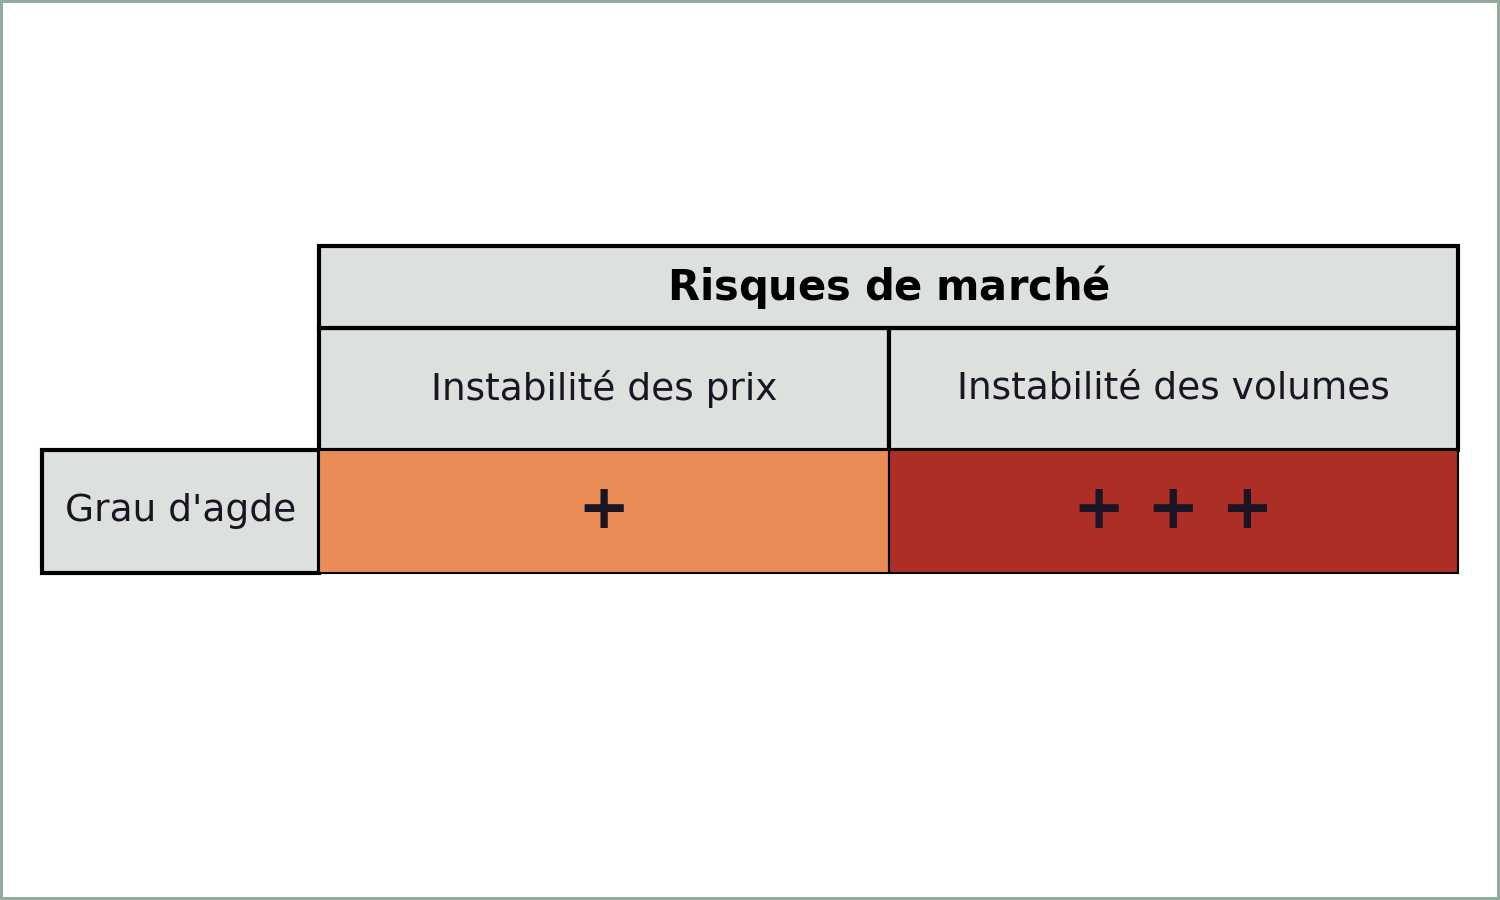 Risques de marché
Instabilité des prix
Instabilité des volumes
Grau d'agde
+
+ + +